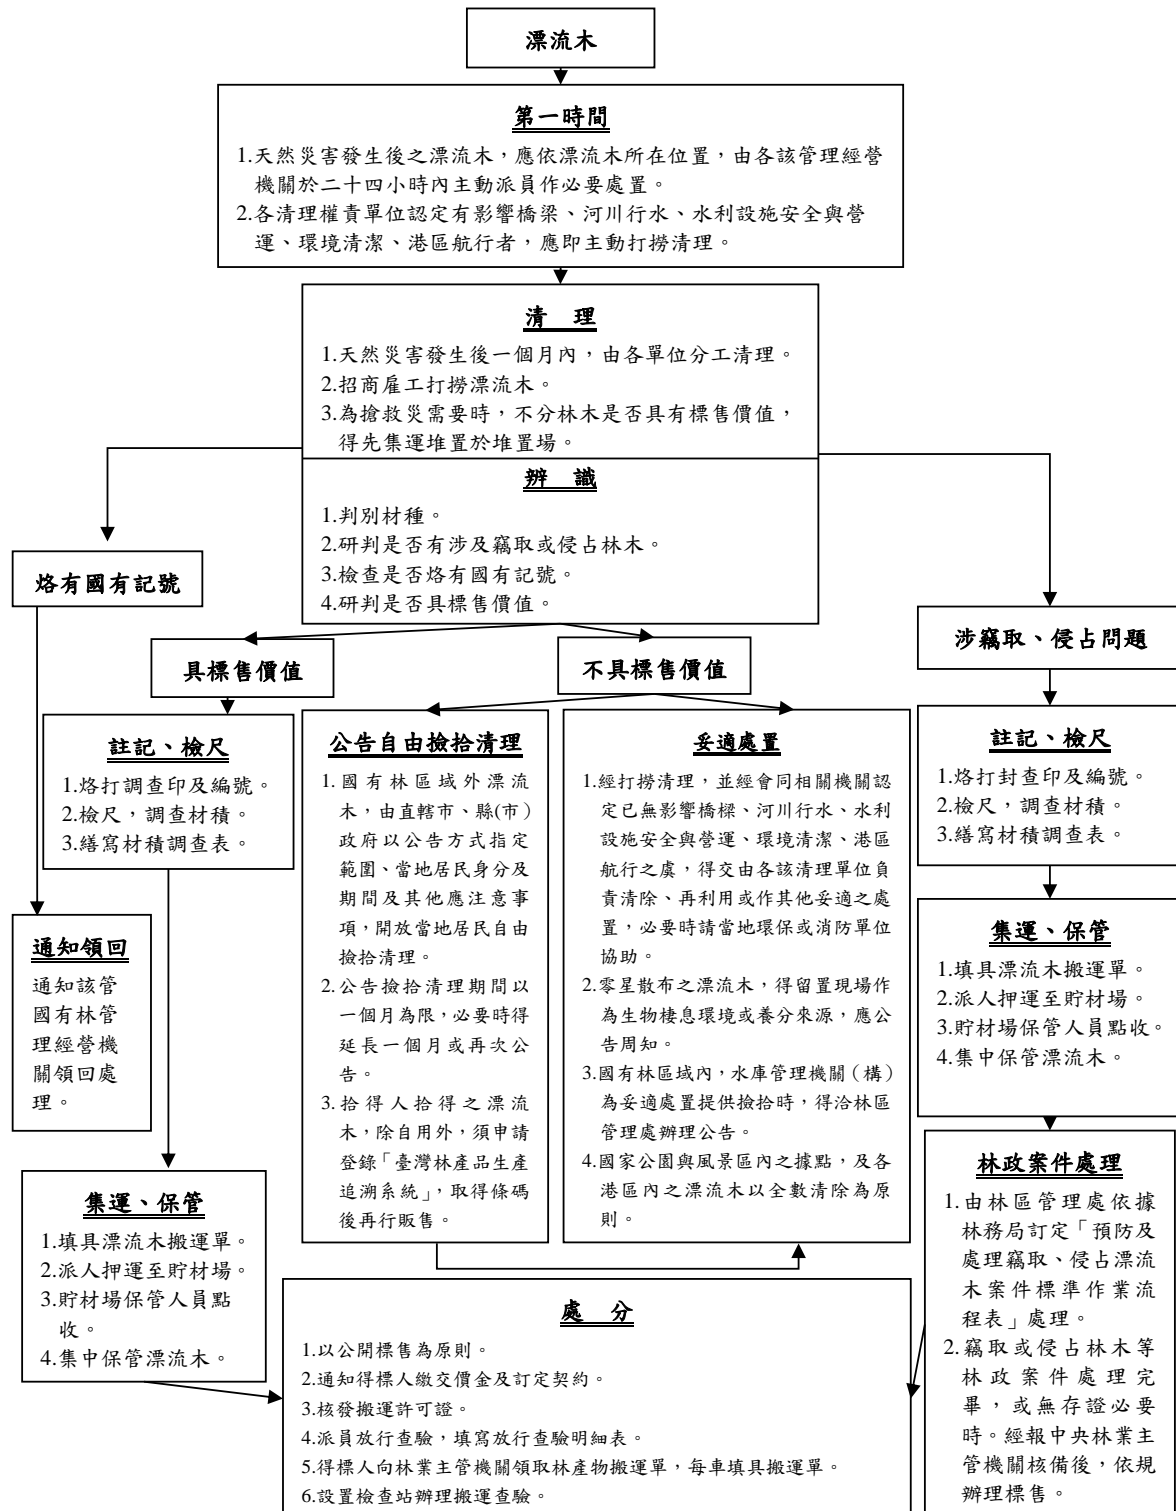 漂流木
第一時間
1.天然災害發生後之漂流木，應依漂流木所在位置，由各該管理經營
機關於二十四小時內主動派員作必要處置。
2.各清理權責單位認定有影響橋梁、河川行水、水利設施安全與營
運、環境清潔、港區航行者，應即主動打撈清理。
清 理
1.天然災害發生後一個月內，由各單位分工清理。
2.招商雇工打撈漂流木。
3.為搶救災需要時，不分林木是否具有標售價值，
得先集運堆置於堆置場。
辨 識
1.判別材種。
2.研判是否有涉及竊取或侵占林木。
3.檢查是否烙有國有記號。
4.研判是否具標售價值。
烙有國有記號
通知領回
通知該管
國有林管
理經營機
關領回處
理。
具標售價值
註記、檢尺
1.烙打調查印及編號。
2.檢尺，調查材積。
3.繕寫材積調查表。
集運、保管
1.填具漂流木搬運單。
2.派人押運至貯材場。
3.貯材場保管人員點
收。
4.集中保管漂流木。
不具標售價值
公告自由撿拾清理
1.國有林區域外漂流
木，由直轄市、縣(市)
政府以公告方式指定
範圍、當地居民身分及
期間及其他應注意事
項，開放當地居民自由
撿拾清理。
2.公告撿拾清理期間以
一個月為限，必要時得
延長一個月或再次公
告。
3.拾得人拾得之漂流
木，除自用外，須申請
登錄「臺灣林產品生產
追溯系統」，取得條碼
後再行販售。
妥適處置
1.經打撈清理，並經會同相關機關認
定已無影響橋樑、河川行水、水利
設施安全與營運、環境清潔、港區
航行之虞，得交由各該清理單位負
責清除、再利用或作其他妥適之處
置，必要時請當地環保或消防單位
協助。
2.零星散布之漂流木，得留置現場作
為生物棲息環境或養分來源，應公
告周知。
3.國有林區域內，水庫管理機關（構）
為妥適處置提供撿拾時，得洽林區
管理處辦理公告。
4.國家公園與風景區內之據點，及各
港區內之漂流木以全數清除為原
則。
涉竊取、侵占問題
註記、檢尺
1.烙打封查印及編號。
2.檢尺，調查材積。
3.繕寫材積調查表。
集運、保管
1.填具漂流木搬運單。
2.派人押運至貯材場。
3.貯材場保管人員點收。
4.集中保管漂流木。
林政案件處理
1.由林區管理處依據
林務局訂定「預防及
處理竊取、侵占漂流
木案件標準作業流
程表」處理。
2.竊取或侵占林木等
林政案件處理完
畢，或無存證必要
時。經報中央林業主
管機關核備後，依規
辦理標售。
處 分
1.以公開標售為原則。
2.通知得標人繳交價金及訂定契約。
3.核發搬運許可證。
4.派員放行查驗，填寫放行查驗明細表。
5.得標人向林業主管機關領取林產物搬運單，每車填具搬運單。
6.設置檢查站辦理搬運查驗。